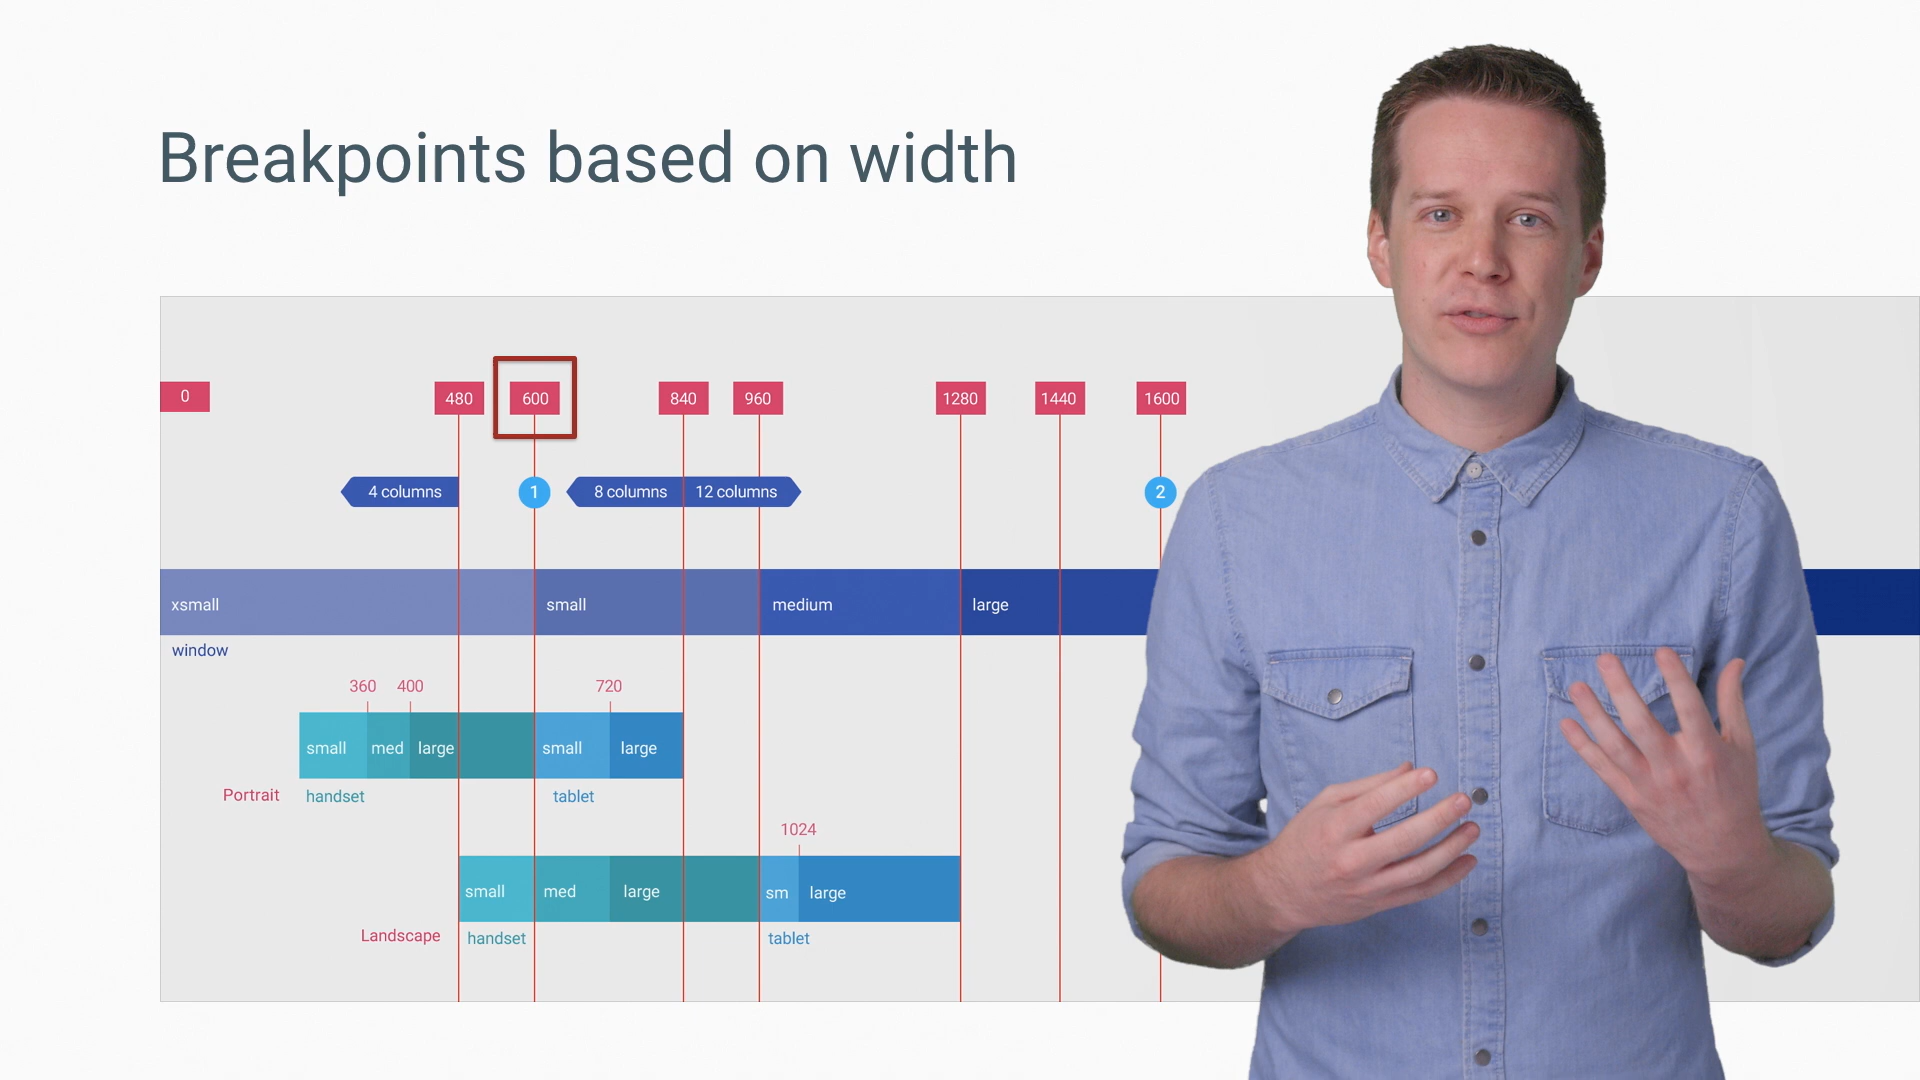 Breakpoints based on width
0 480 600 840 960 1280 1440 1600
4 columns 1 8 columns 12 columns 2
xsmall small medium large
window
360 400 720
small med large small large
Portrait handset tablet
1024
small med large sm large
Landscape handset tablet